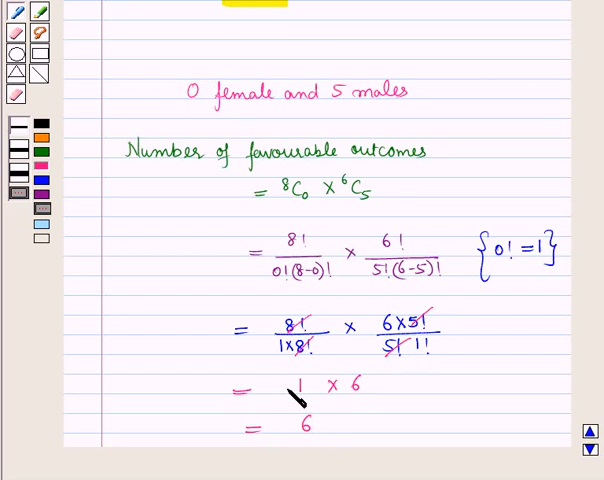 0 female and 5 males
Number of favourable outcomes
= ⁸C₀ × ⁶C₅
= 8!/0!(8-0)! × 6!/5!(6-5)! {0! = 1}
= 8!/1×8! × 6×5!/5! 1!
= 1 × 6
= 6